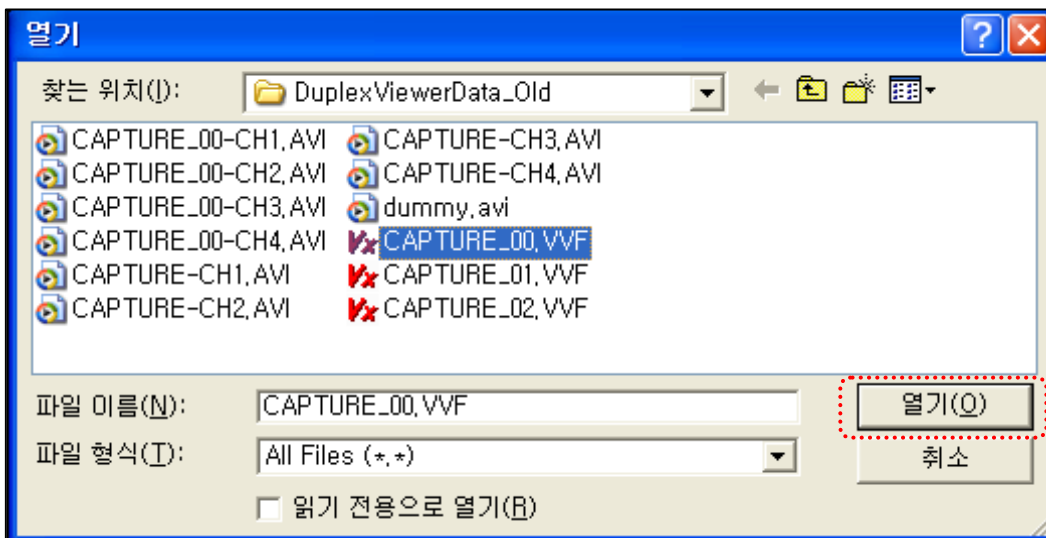 열기
찾는 위치(I):
DuplexViewerData_Old
CAPTURE_00-CH1.AVI
CAPTURE_00-CH2.AVI
CAPTURE_00-CH3.AVI
CAPTURE_00-CH4.AVI
CAPTURE-CH1.AVI
CAPTURE-CH2.AVI
CAPTURE-CH3.AVI
CAPTURE-CH4.AVI
dummy.avi
CAPTURE_00.VVF
CAPTURE_01.VVF
CAPTURE_02.VVF
파일 이름(N):
CAPTURE_00.VVF
열기(O)
파일 형식(T):
All Files (*.*)
취소
읽기 전용으로 열기(R)